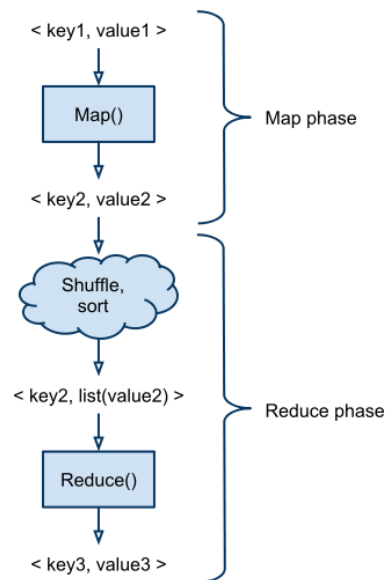 < key1, value1 >
Map()
Map phase
< key2, value2 >
Shuffle,
sort
< key2, list(value2) >
Reduce phase
Reduce()
< key3, value3 >